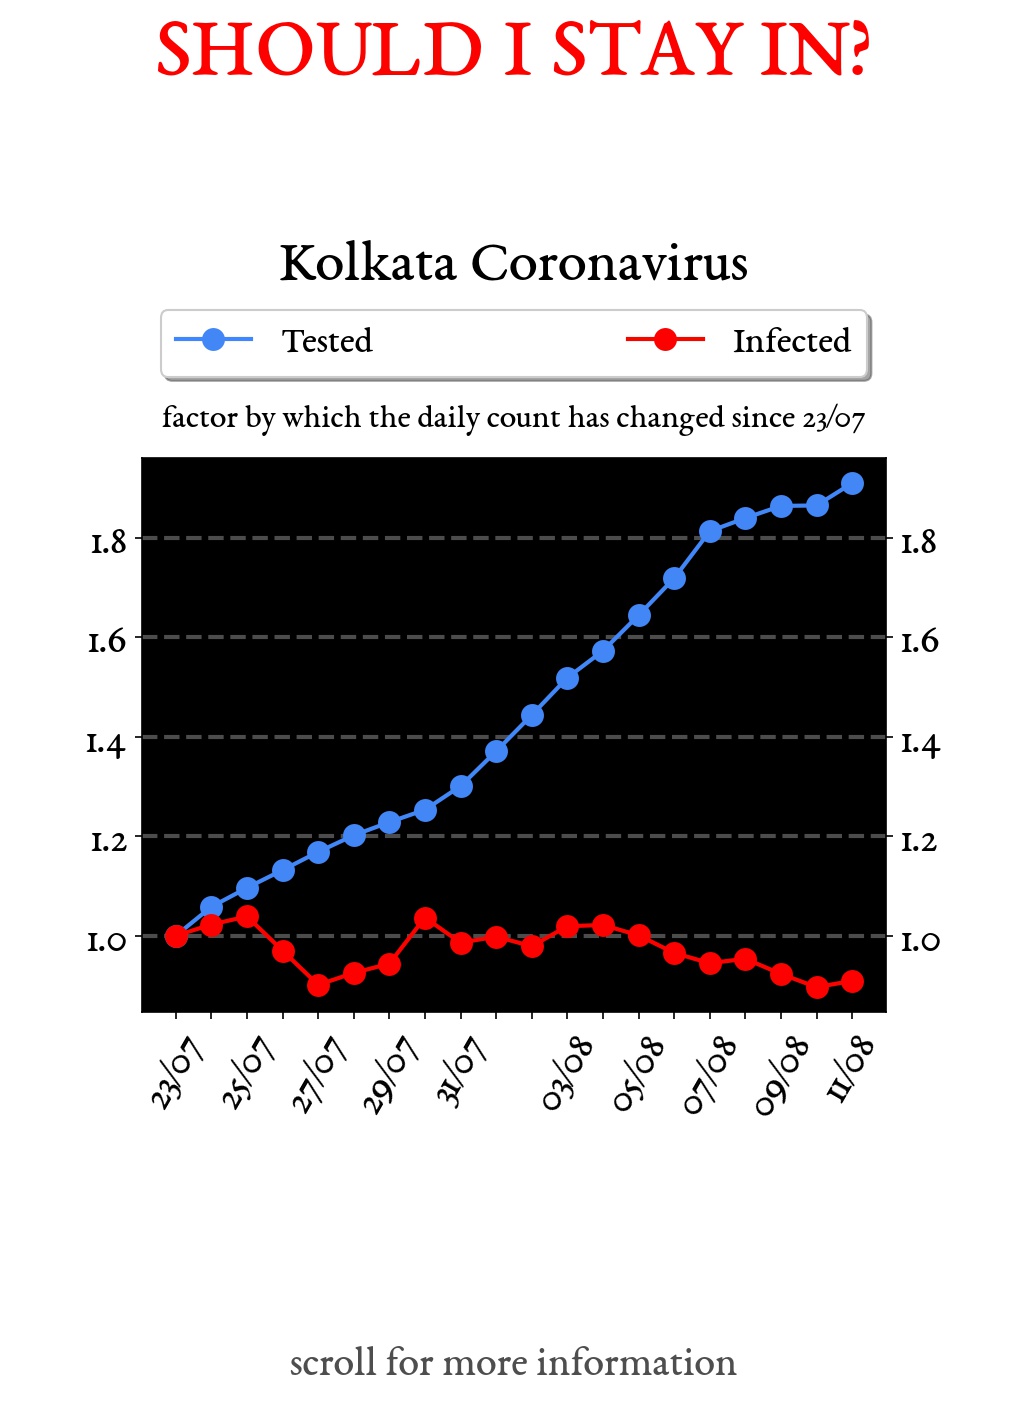 SHOULD I STAY IN?
Kolkata Coronavirus
Tested Infected
factor by which the daily count has changed since 23/07
1.8 1.8
1.6 1.6
1.4 1.4
1.2 1.2
1.0 1.0
23/07 25/07 27/07 29/07 31/07 03/08 05/08 07/08 09/08 11/08
scroll for more information